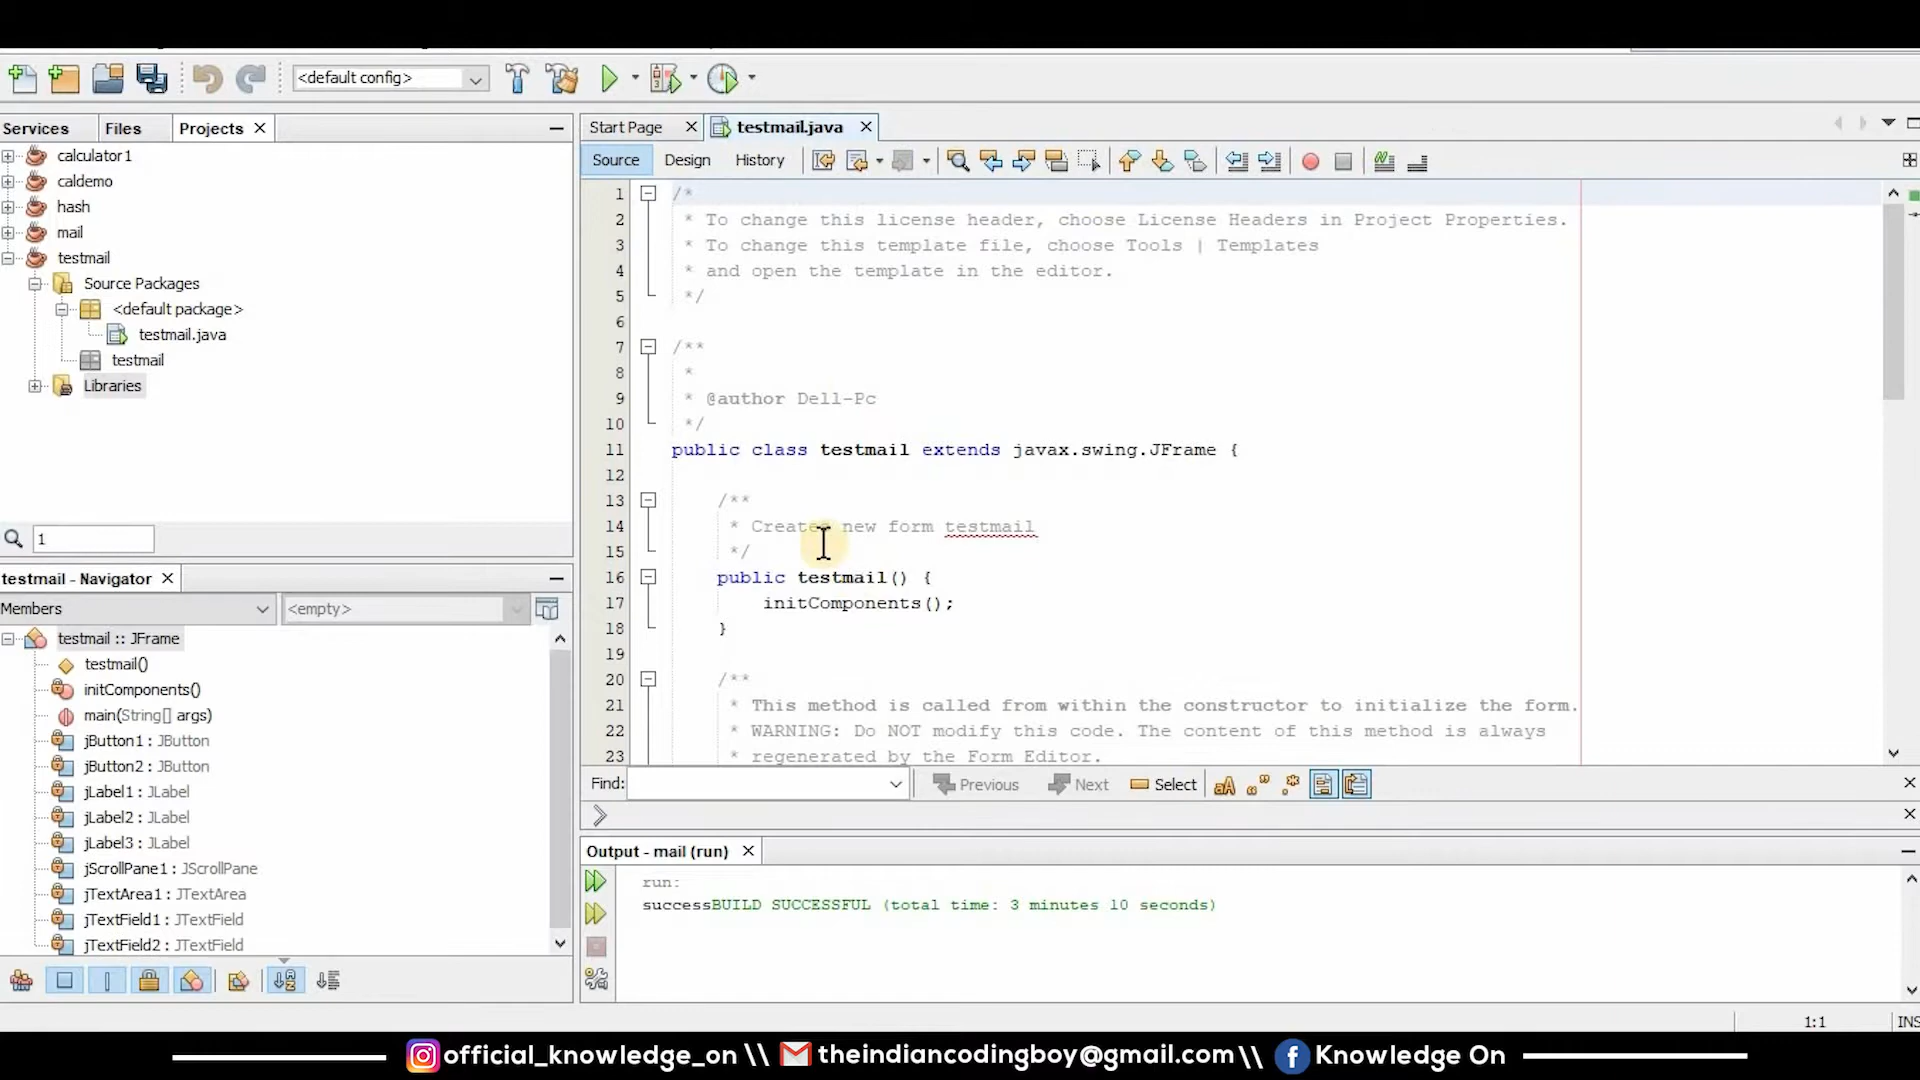 <default config>
Services
Files
Projects
calculator1
caldemo
hash
mail
testmail
Source Packages
<default package>
testmail.java
testmail
Libraries
1
testmail - Navigator
Members
<empty>
testmail :: JFrame
testmail()
initComponents()
main(String[] args)
jButton1 : JButton
jButton2 : JButton
jLabel1 : JLabel
jLabel2 : JLabel
jLabel3 : JLabel
jScrollPane1 : JScrollPane
jTextArea1 : JTextArea
jTextField1 : JTextField
jTextField2 : JTextField
Start Page
testmail.java
Source
Design
History
1 /*
2 * To change this license header, choose License Headers in Project Properties.
3 * To change this template file, choose Tools | Templates
4 * and open the template in the editor.
5 */
6
7 /**
8 *
9 * @author Dell-Pc
10 */
11 public class testmail extends javax.swing.JFrame {
12
13 /**
14 * Creates new form testmail
15 */
16 public testmail() {
17 initComponents();
18 }
19
20 /**
21 * This method is called from within the constructor to initialize the form.
22 * WARNING: Do NOT modify this code. The content of this method is always
23 * regenerated by the Form Editor.
Find:
Previous
Next
Select
Output - mail (run)
run:
successBUILD SUCCESSFUL (total time: 3 minutes 10 seconds)
1:1
INS
official_knowledge_on \\ theindiancodingboy@gmail.com \\ Knowledge On